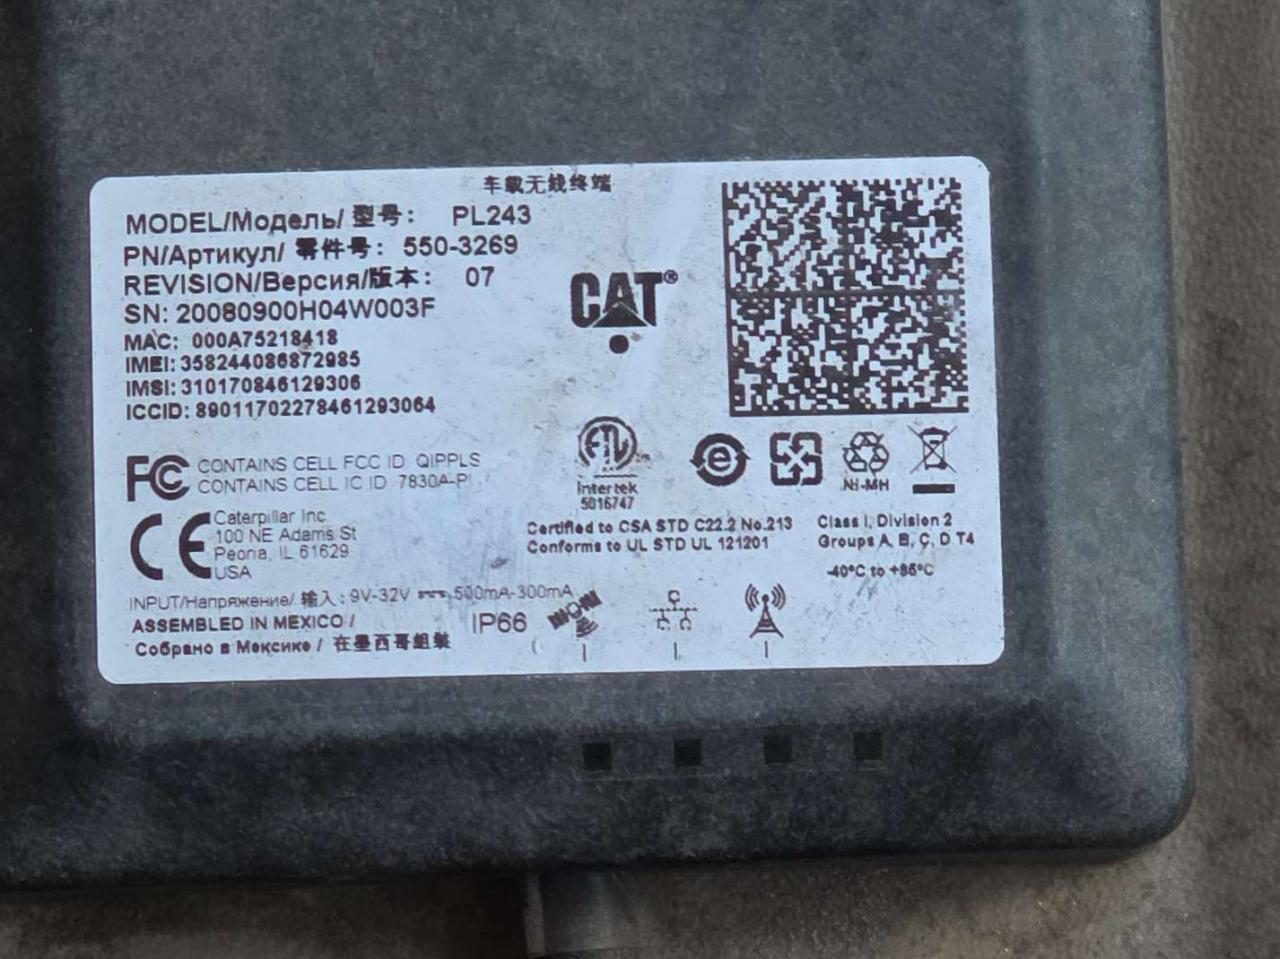 车载无线终端
MODEL/Модель/ 型号: PL243
PN/Артикул/ 零件号: 550-3269
REVISION/Версия/版本: 07
SN: 20080900H04W003F
MAC: 000A75218418
IMEI: 358244086872985
IMSI: 310170846129306
ICCID: 89011702278461293064
CAT®
FC CONTAINS CELL FCC ID QIPPLS
CONTAINS CELL IC ID 7830A-P
ETL
Intertek
5016747
e
Ni-MH
CE Caterpillar Inc
100 NE Adams St
Peoria, IL 61629
USA
Certified to CSA STD C22.2 No.213
Conforms to UL STD UL 121201
Class I, Division 2
Groups A, B, C, D T4
-40°C to +85°C
INPUT/Напряжение/ 输入: 9V-32V ⎓ 500mA-300mA
ASSEMBLED IN MEXICO /
Собрано в Мексике / 在墨西哥组装
IP66